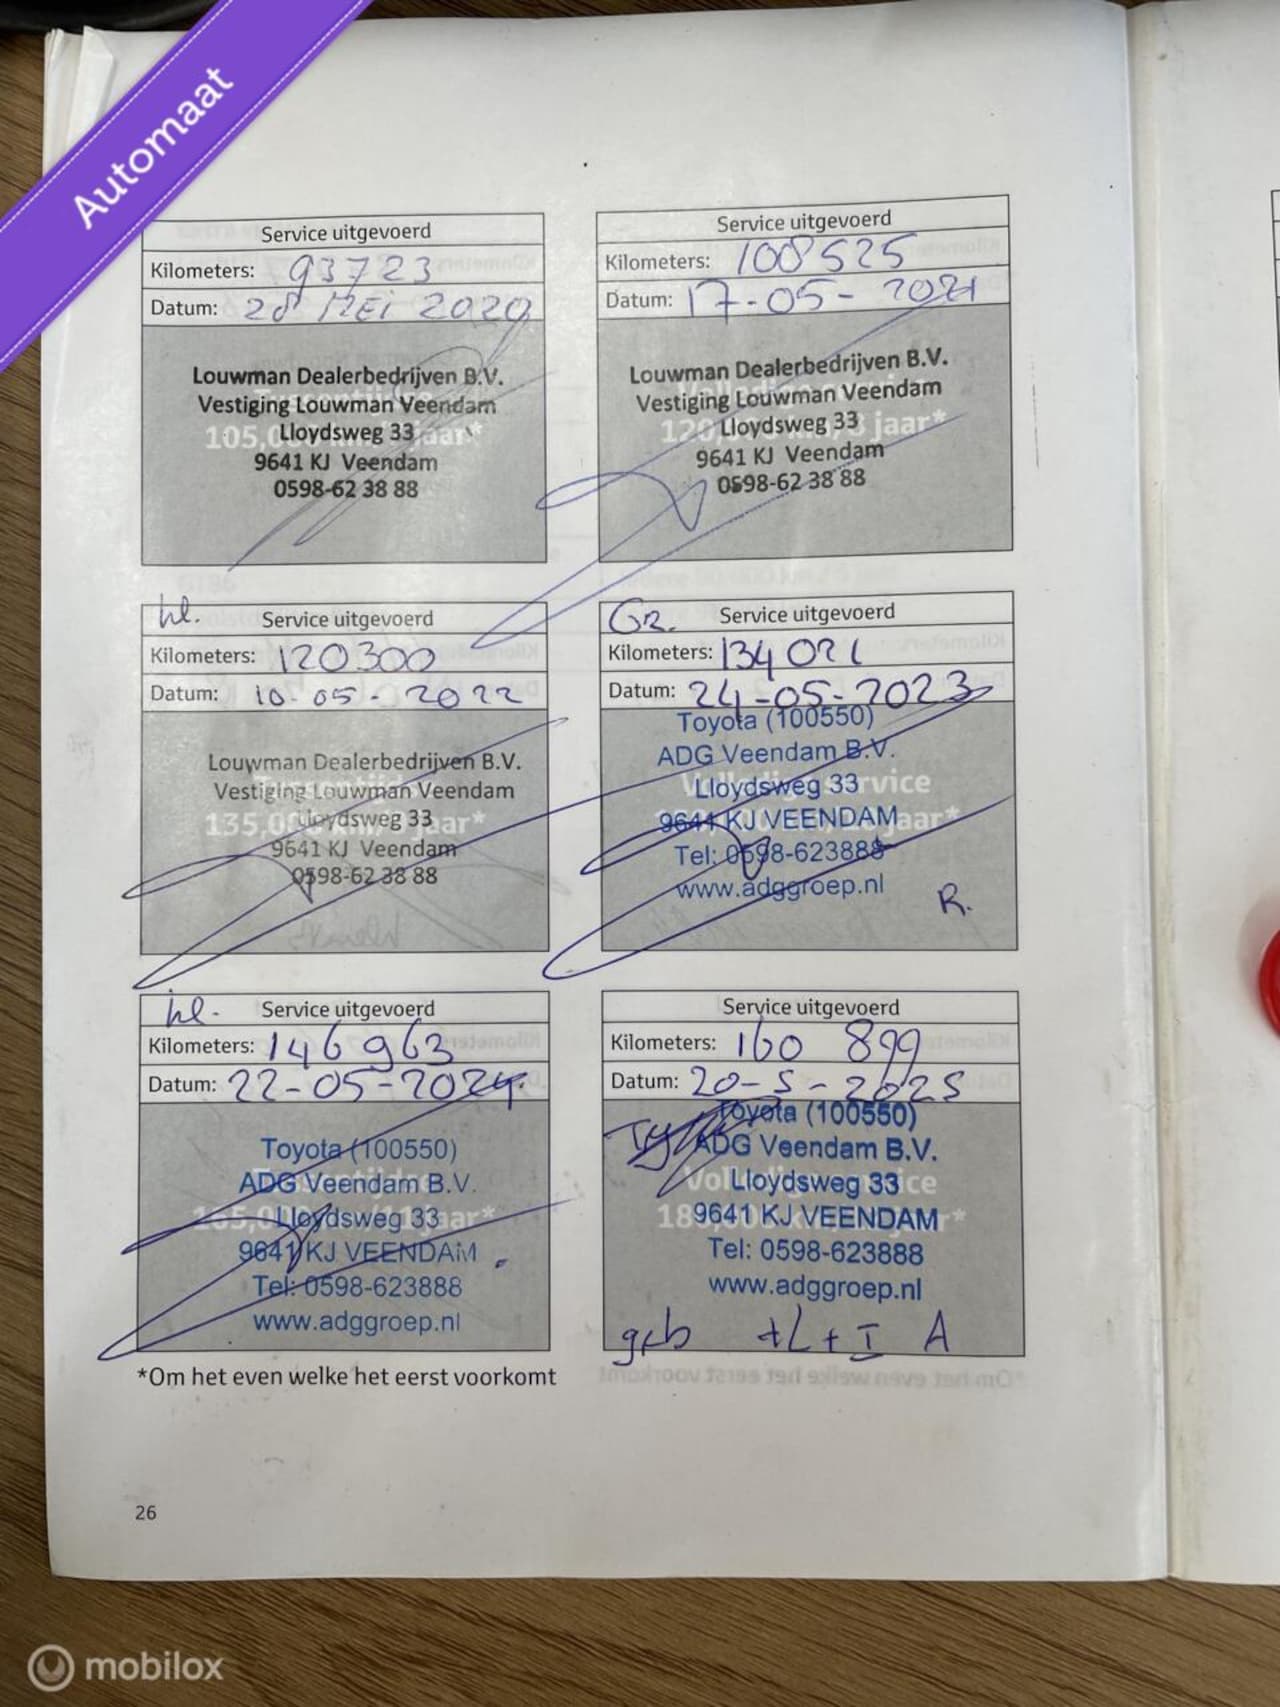 Automaat
Service uitgevoerd
Kilometers: 93723
Datum: 28 MEI 2020
Louwman Dealerbedrijven B.V.
Vestiging Louwman Veendam
Lloydsweg 33
9641 KJ Veendam
0598-62 38 88
Service uitgevoerd
Kilometers: 108525
Datum: 17-05-2021
Louwman Dealerbedrijven B.V.
Vestiging Louwman Veendam
Lloydsweg 33
9641 KJ Veendam
0598-62 38 88
Service uitgevoerd
Kilometers: 120300
Datum: 10-05-2022
Louwman Dealerbedrijven B.V.
Vestiging Louwman Veendam
Lloydsweg 33
9641 KJ Veendam
0598-62 38 88
Gr. Service uitgevoerd
Kilometers: 134021
Datum: 24-05-2023
Toyota (100550)
ADG Veendam B.V.
Lloydsweg 33
9641 KJ VEENDAM
Tel: 0598-623888
www.adggroep.nl
R.
Service uitgevoerd
Kilometers: 146963
Datum: 22-05-2024
Toyota (100550)
ADG Veendam B.V.
Lloydsweg 33
9641 KJ VEENDAM
Tel: 0598-623888
www.adggroep.nl
Service uitgevoerd
Kilometers: 160 899
Datum: 20-5-2025
Toyota (100550)
ADG Veendam B.V.
Lloydsweg 33
9641 KJ VEENDAM
Tel: 0598-623888
www.adggroep.nl
+L+I A
*Om het even welke het eerst voorkomt
26
mobilox